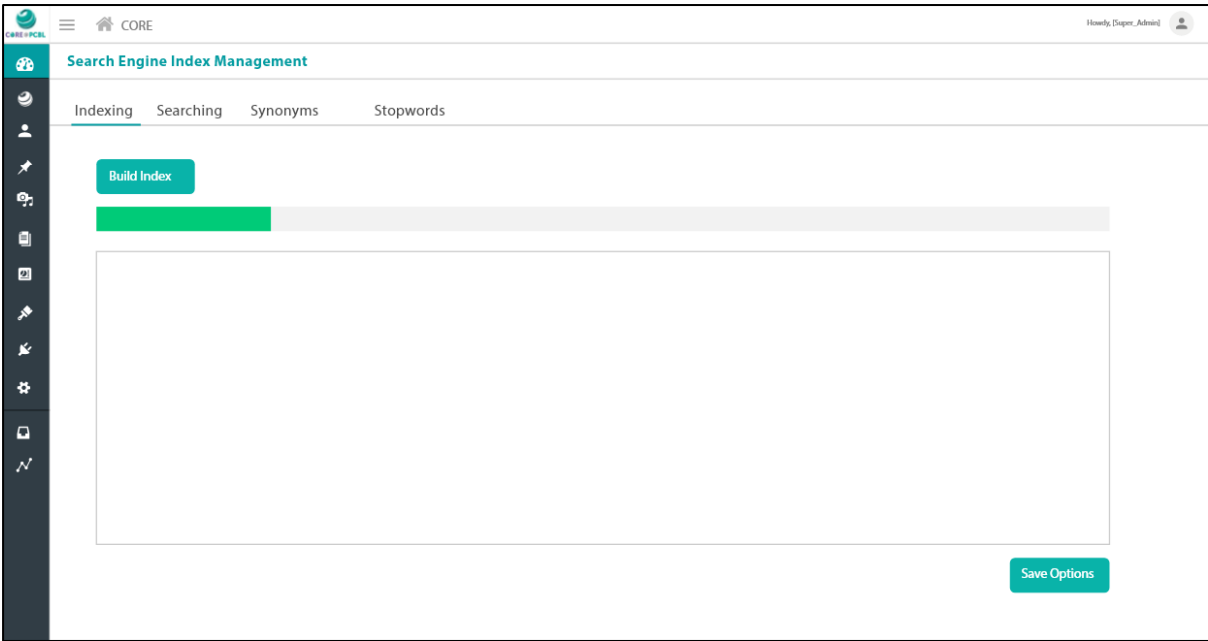 CORE@PCBL
CORE
Howdy, [Super_Admin]
Search Engine Index Management
Indexing Searching Synonyms Stopwords
Build Index
Save Options